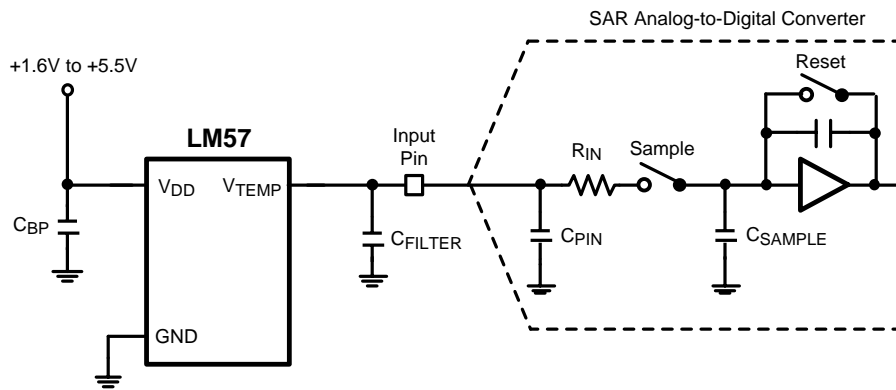 SAR Analog-to-Digital Converter
+1.6V to +5.5V
Reset
LM57
Input
Pin
RIN
Sample
VDD
VTEMP
CBP
CFILTER
CPIN
CSAMPLE
GND